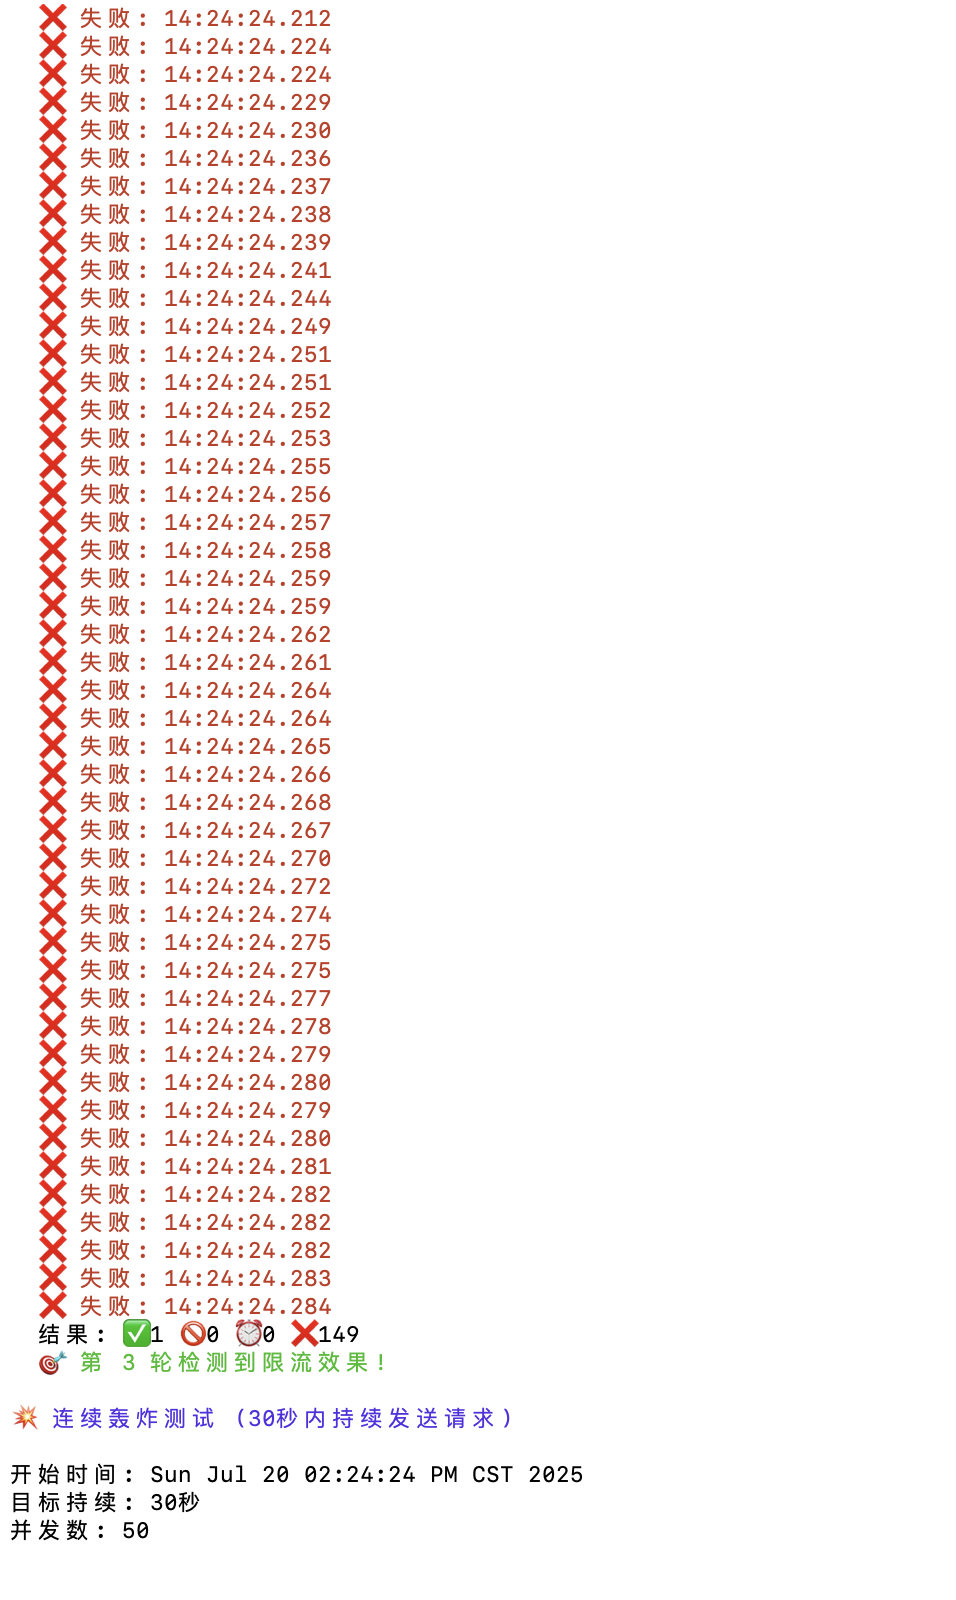 ❌ 失败: 14:24:24.212
❌ 失败: 14:24:24.224
❌ 失败: 14:24:24.224
❌ 失败: 14:24:24.229
❌ 失败: 14:24:24.230
❌ 失败: 14:24:24.236
❌ 失败: 14:24:24.237
❌ 失败: 14:24:24.238
❌ 失败: 14:24:24.239
❌ 失败: 14:24:24.241
❌ 失败: 14:24:24.244
❌ 失败: 14:24:24.249
❌ 失败: 14:24:24.251
❌ 失败: 14:24:24.251
❌ 失败: 14:24:24.252
❌ 失败: 14:24:24.253
❌ 失败: 14:24:24.255
❌ 失败: 14:24:24.256
❌ 失败: 14:24:24.257
❌ 失败: 14:24:24.258
❌ 失败: 14:24:24.259
❌ 失败: 14:24:24.259
❌ 失败: 14:24:24.262
❌ 失败: 14:24:24.261
❌ 失败: 14:24:24.264
❌ 失败: 14:24:24.264
❌ 失败: 14:24:24.265
❌ 失败: 14:24:24.266
❌ 失败: 14:24:24.268
❌ 失败: 14:24:24.267
❌ 失败: 14:24:24.270
❌ 失败: 14:24:24.272
❌ 失败: 14:24:24.274
❌ 失败: 14:24:24.275
❌ 失败: 14:24:24.275
❌ 失败: 14:24:24.277
❌ 失败: 14:24:24.278
❌ 失败: 14:24:24.279
❌ 失败: 14:24:24.280
❌ 失败: 14:24:24.279
❌ 失败: 14:24:24.280
❌ 失败: 14:24:24.281
❌ 失败: 14:24:24.282
❌ 失败: 14:24:24.282
❌ 失败: 14:24:24.282
❌ 失败: 14:24:24.283
❌ 失败: 14:24:24.284
结果: ✅1 🚫0 ⏰0 ❌149
🎯 第 3 轮检测到限流效果!
💥 连续轰炸测试 (30秒内持续发送请求)
开始时间: Sun Jul 20 02:24:24 PM CST 2025
目标持续: 30秒
并发数: 50